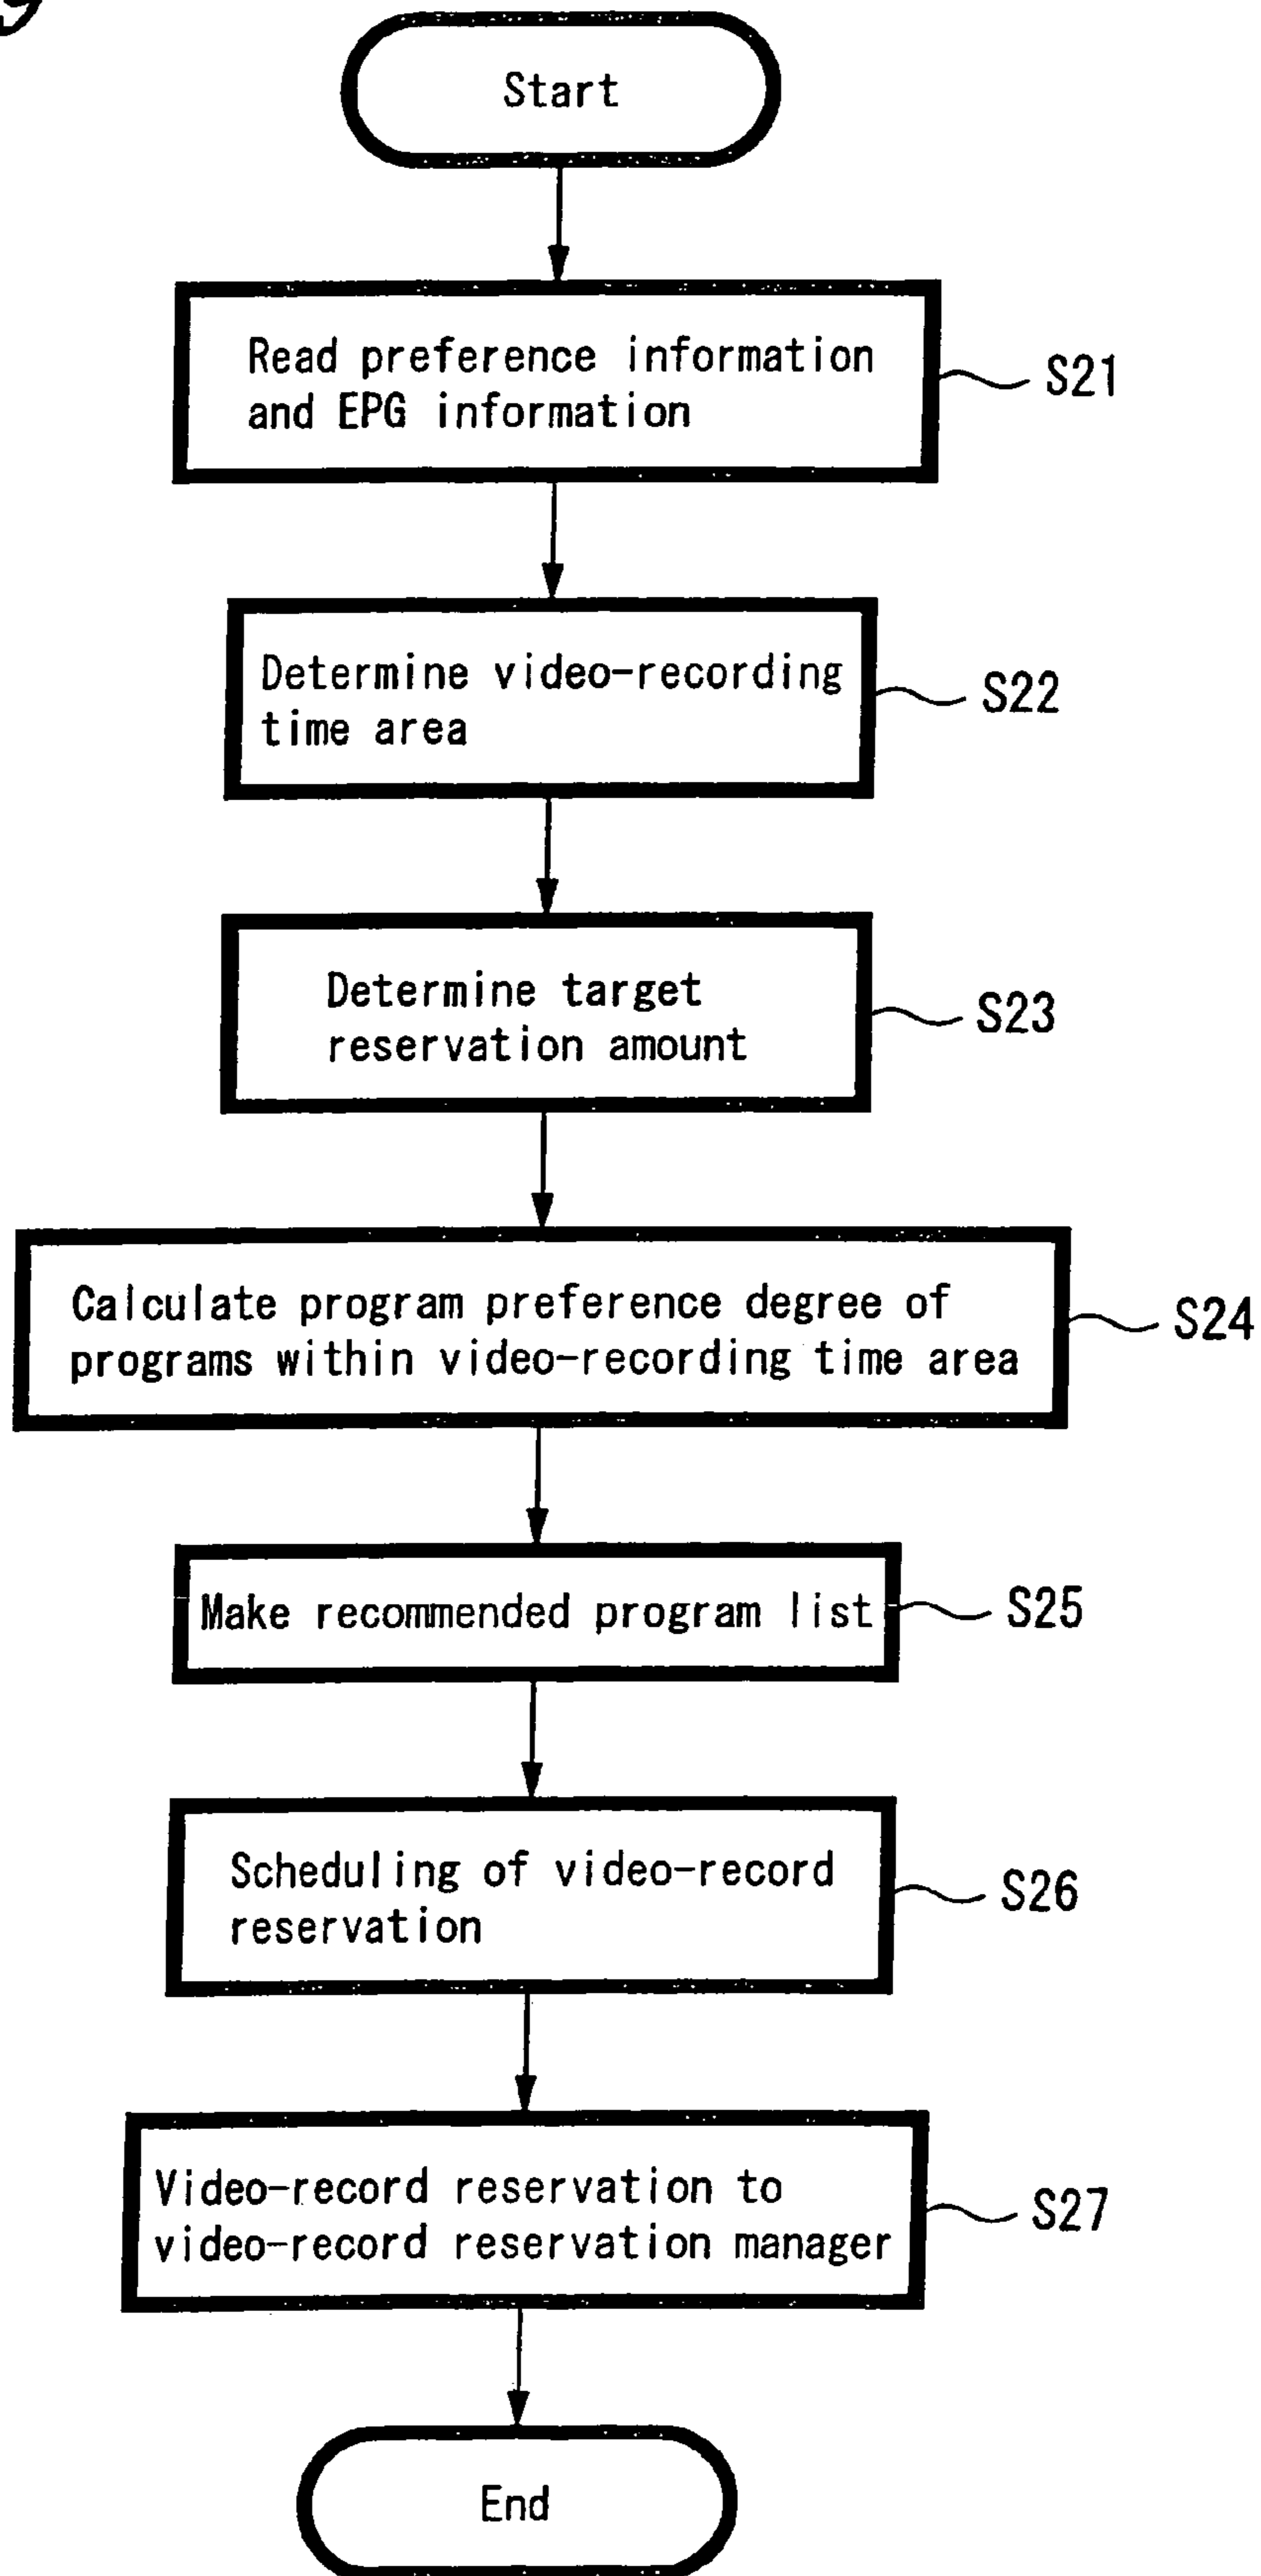 Start
Read preference information
and EPG information
S21
Determine video-recording
time area
S22
Determine target
reservation amount
S23
Calculate program preference degree of
programs within video-recording time area
S24
Make recommended program list
S25
Scheduling of video-record
reservation
S26
Video-record reservation to
video-record reservation manager
S27
End